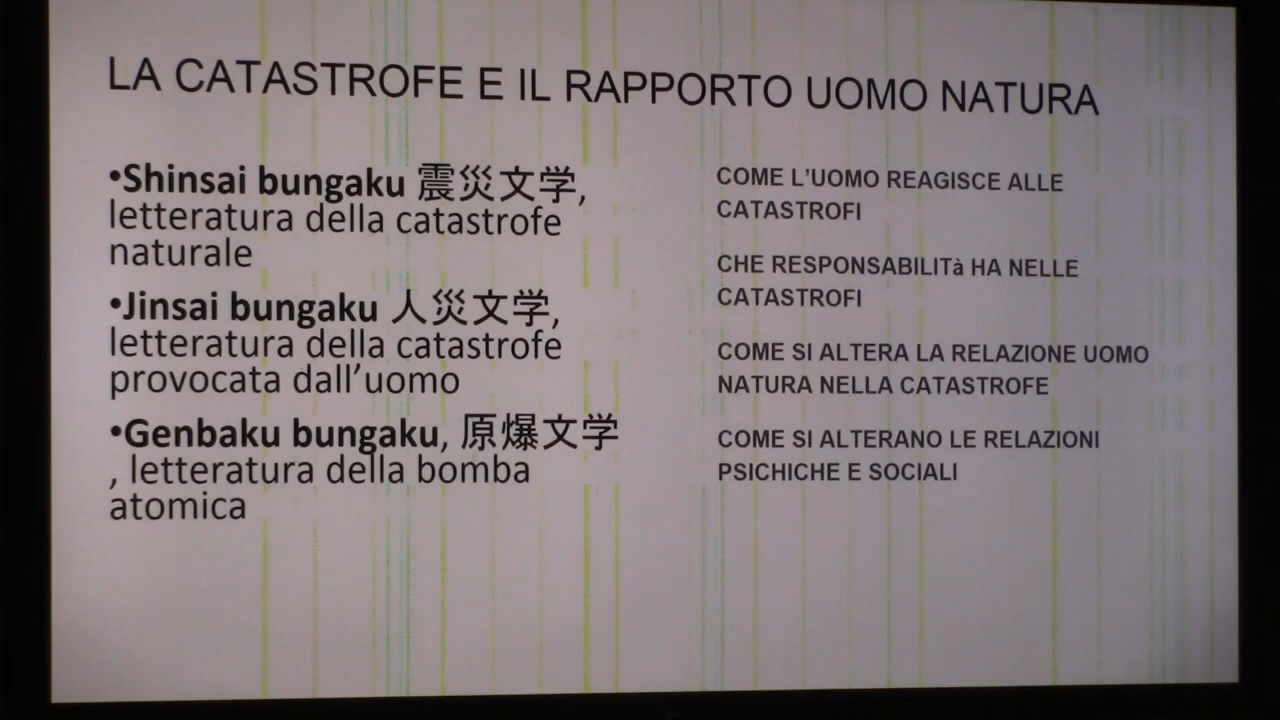 LA CATASTROFE E IL RAPPORTO UOMO NATURA
•Shinsai bungaku 震災文学,
letteratura della catastrofe
naturale
•Jinsai bungaku 人災文学,
letteratura della catastrofe
provocata dall’uomo
•Genbaku bungaku, 原爆文学
, letteratura della bomba
atomica
COME L’UOMO REAGISCE ALLE
CATASTROFI
CHE RESPONSABILITà HA NELLE
CATASTROFI
COME SI ALTERA LA RELAZIONE UOMO
NATURA NELLA CATASTROFE
COME SI ALTERANO LE RELAZIONI
PSICHICHE E SOCIALI